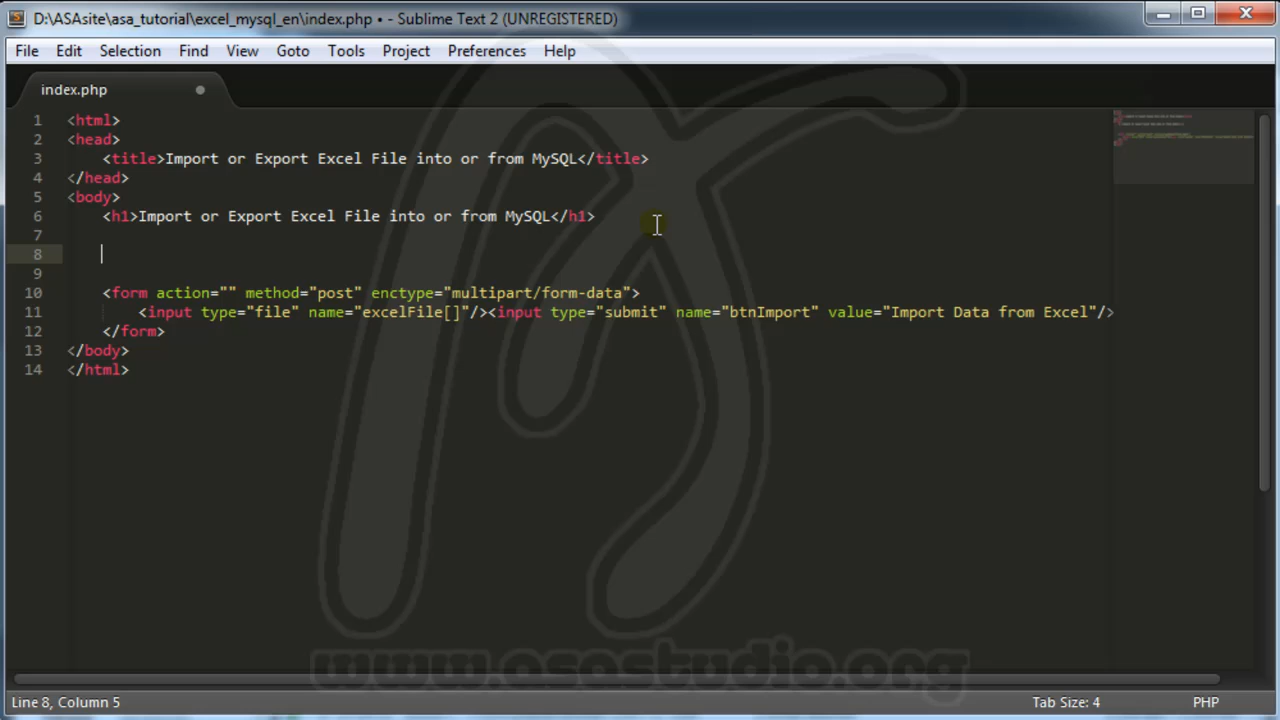 D:\ASAsite\asa_tutorial\excel_mysql_en\index.php • - Sublime Text 2 (UNREGISTERED)
File Edit Selection Find View Goto Tools Project Preferences Help
index.php
1 <html>
2 <head>
3 <title>Import or Export Excel File into or from MySQL</title>
4 </head>
5 <body>
6 <h1>Import or Export Excel File into or from MySQL</h1>
7
8
9
10 <form action="" method="post" enctype="multipart/form-data">
11 <input type="file" name="excelFile[]"/><input type="submit" name="btnImport" value="Import Data from Excel"/>
12 </form>
13 </body>
14 </html>
www.asastudio.org
Line 8, Column 5 Tab Size: 4 PHP